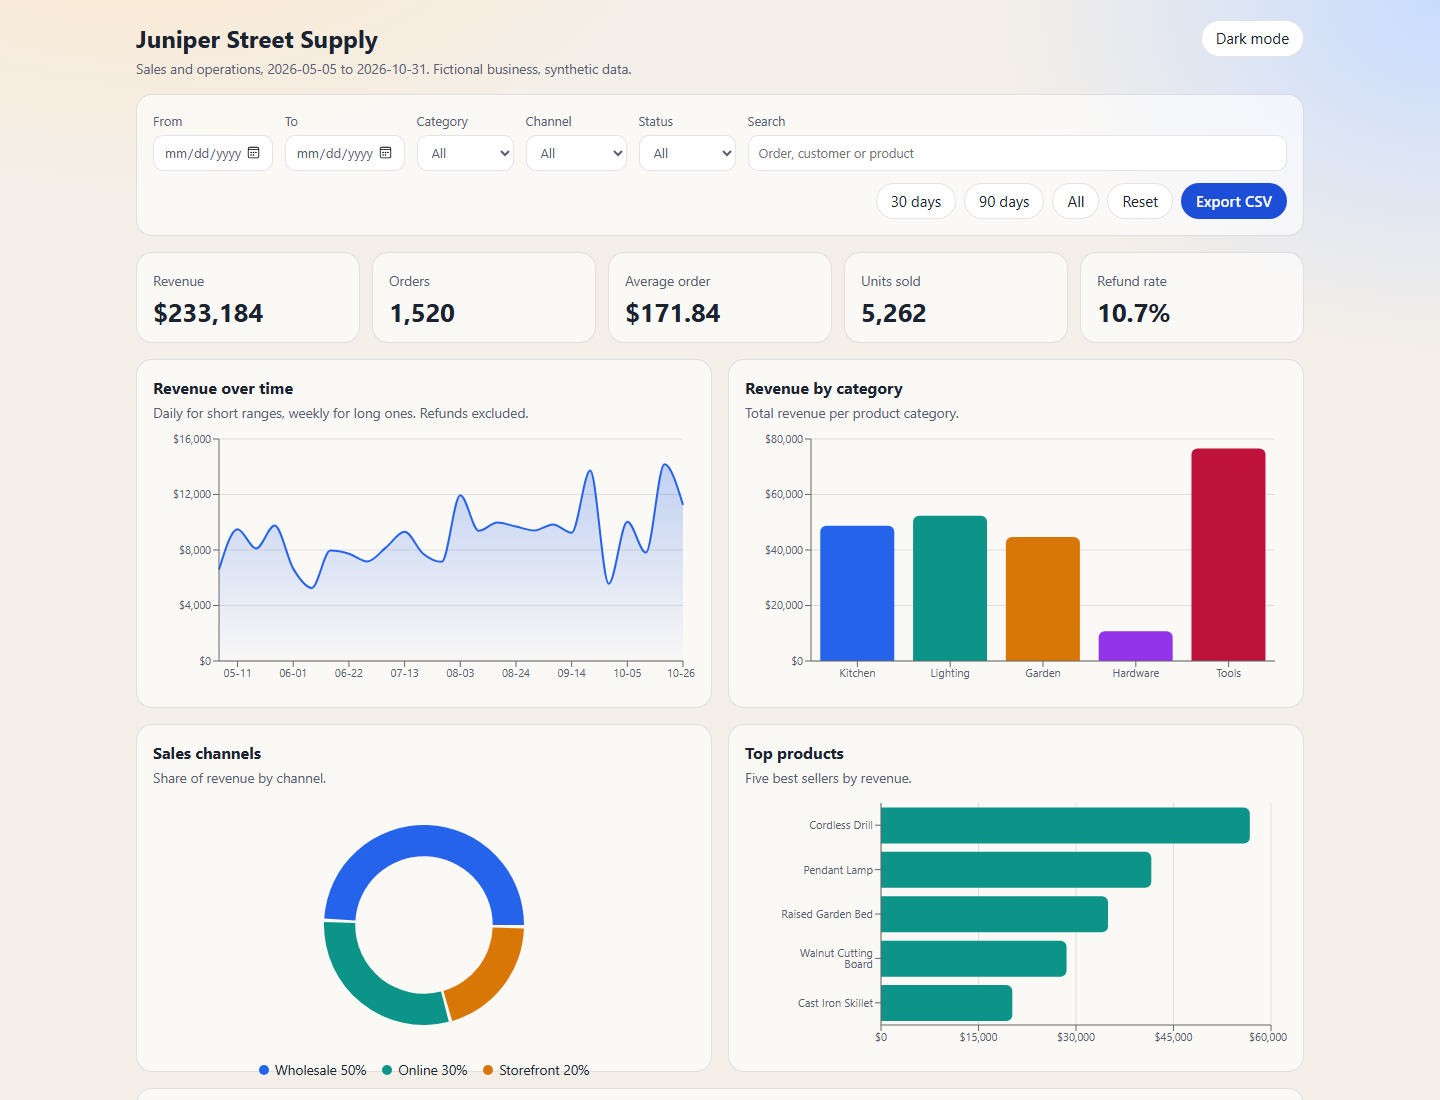 Juniper Street Supply
Dark mode
Sales and operations, 2026-05-05 to 2026-10-31. Fictional business, synthetic data.
From To Category Channel Status Search
mm/dd/yyyy mm/dd/yyyy All All All Order, customer or product
30 days 90 days All Reset Export CSV
Revenue Orders Average order Units sold Refund rate
$233,184 1,520 $171.84 5,262 10.7%
Revenue over time
Daily for short ranges, weekly for long ones. Refunds excluded.
$16,000
$12,000
$8,000
$4,000
$0
05-11 06-01 06-22 07-13 08-03 08-24 09-14 10-05 10-26
Revenue by category
Total revenue per product category.
$80,000
$60,000
$40,000
$20,000
$0
Kitchen Lighting Garden Hardware Tools
Sales channels
Share of revenue by channel.
Wholesale 50% Online 30% Storefront 20%
Top products
Five best sellers by revenue.
Cordless Drill
Pendant Lamp
Raised Garden Bed
Walnut Cutting
Board
Cast Iron Skillet
$0 $15,000 $30,000 $45,000 $60,000